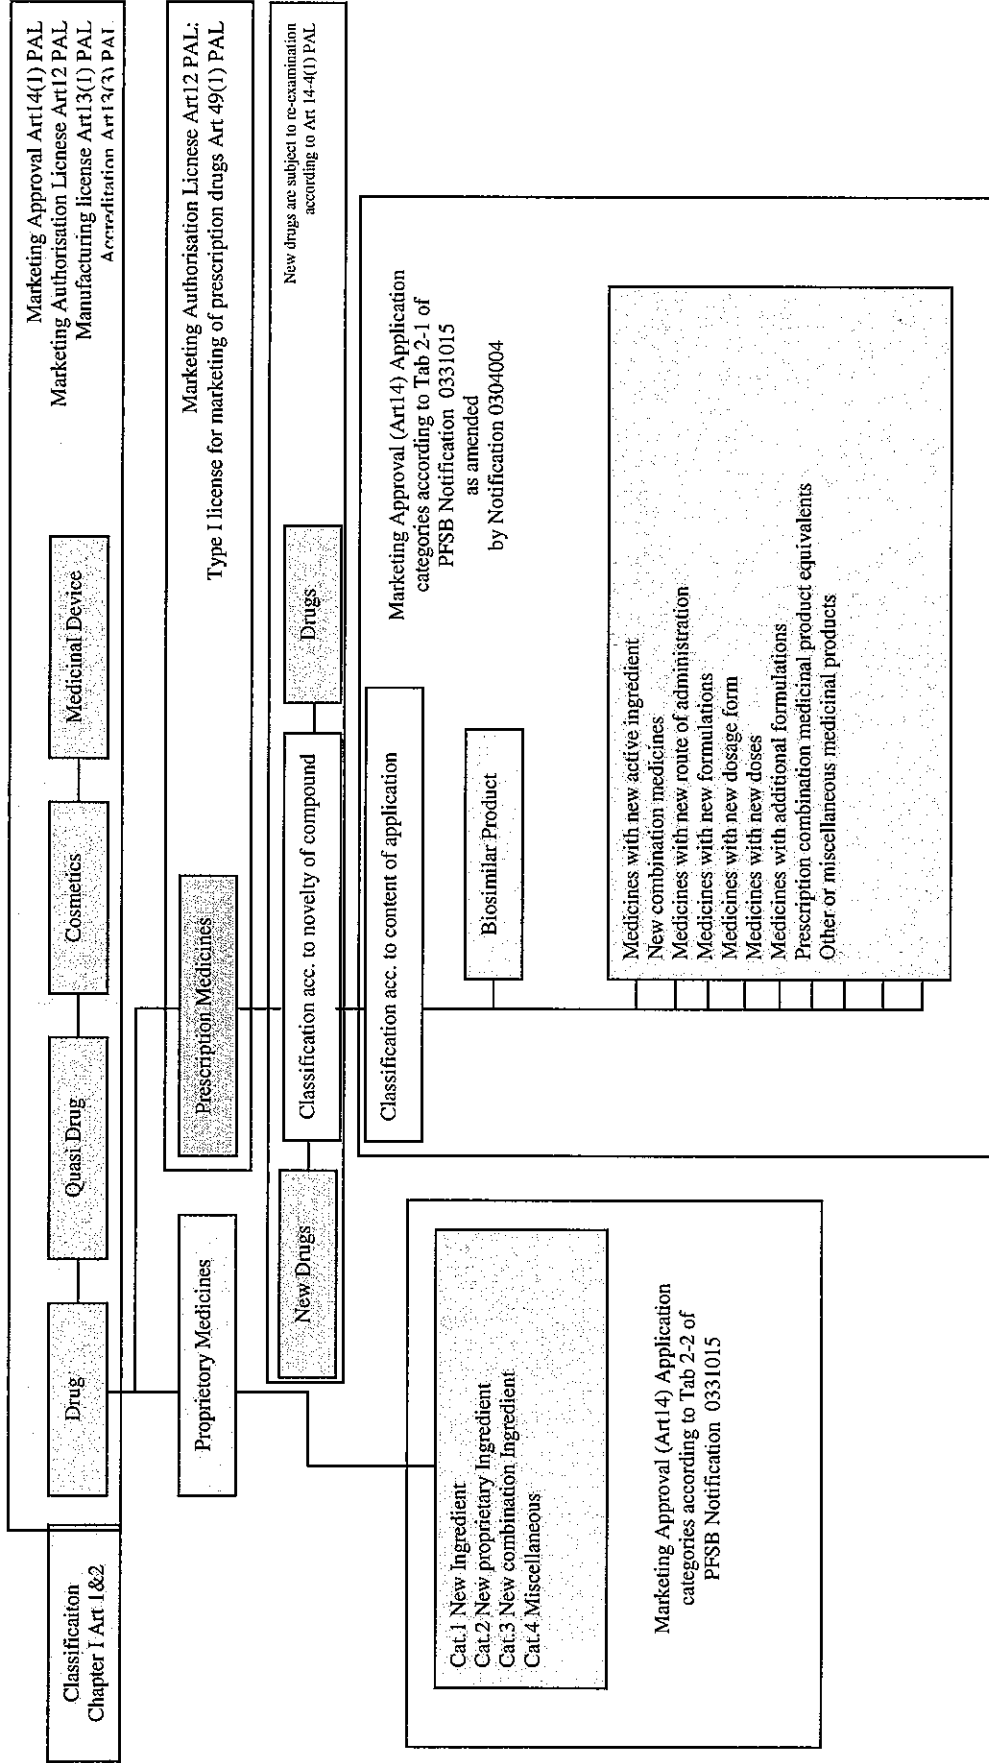 Classificaiton
Chapter I Art 1&2
Drug
Quasi Drug
Cosmetics
Medicinal Device
Marketing Approval Art14(1) PAL
Marketing Authorisation Licnese Art12 PAL
Manufacturing license Art13(1) PAL
Accreditation Art13(3) PAL
Proprietory Medicines
Prescription Medicines
Marketing Authorisation Licnese Art12 PAL:
Type I license for marketing of prescription drugs Art 49(1) PAL
New Drugs
Classification acc. to novelty of compound
Drugs
New drugs are subject to re-examination
according to Art 14-4(1) PAL
Classification acc. to content of application
Marketing Approval (Art14) Application
categories according to Tab 2-1 of
PFSB Notification 0331015
as amended
by Notification 0304004
Biosimilar Product
Cat.1 New Ingredient
Cat.2 New proprietary Ingredient
Cat.3 New combination Ingredient
Cat.4 Miscellaneous
Marketing Approval (Art14) Application
categories according to Tab 2-2 of
PFSB Notification 0331015
Medicines with new active ingredient
New combination medicines
Medicines with new route of administration
Medicines with new formulations
Medicines with new dosage form
Medicines with new doses
Medicines with additional formulations
Prescription combination medicinal product equivalents
Other or miscellaneous medicinal products